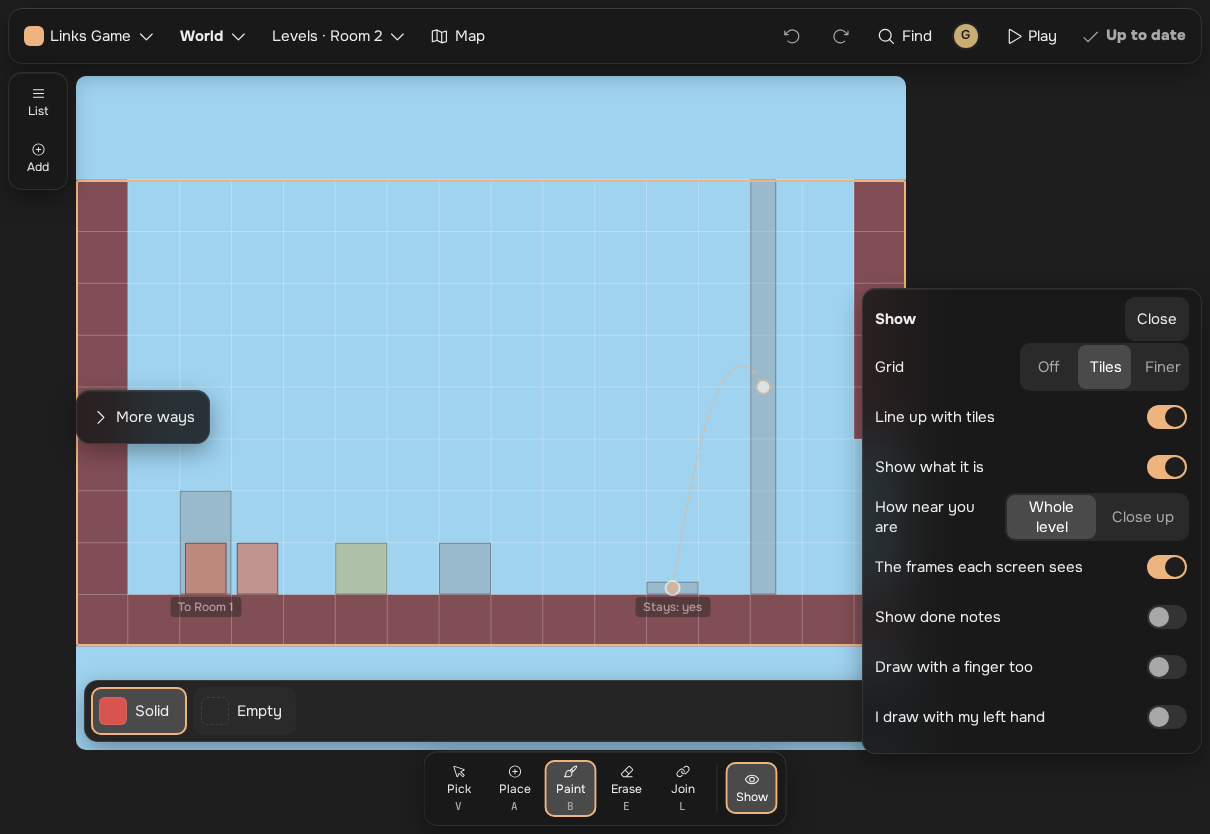 Links Game
World
Levels · Room 2
Map
Find
G
Play
Up to date
List
Add
More ways
To Room 1
Stays: yes
Show
Close
Grid
Off
Tiles
Finer
Line up with tiles
Show what it is
How near you
are
Whole
level
Close up
The frames each screen sees
Show done notes
Draw with a finger too
I draw with my left hand
Solid
Empty
Pick
V
Place
A
Paint
B
Erase
E
Join
L
Show